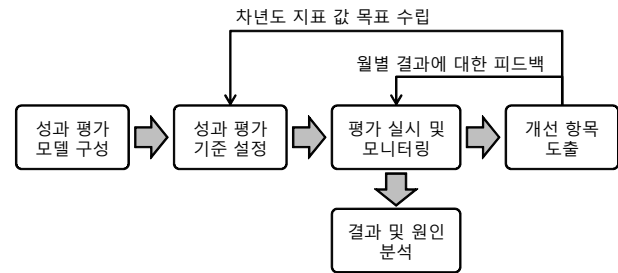 차년도 지표 값 목표 수립
월별 결과에 대한 피드백
성과 평가
모델 구성
성과 평가
기준 설정
평가 실시 및
모니터링
개선 항목
도출
결과 및 원인
분석